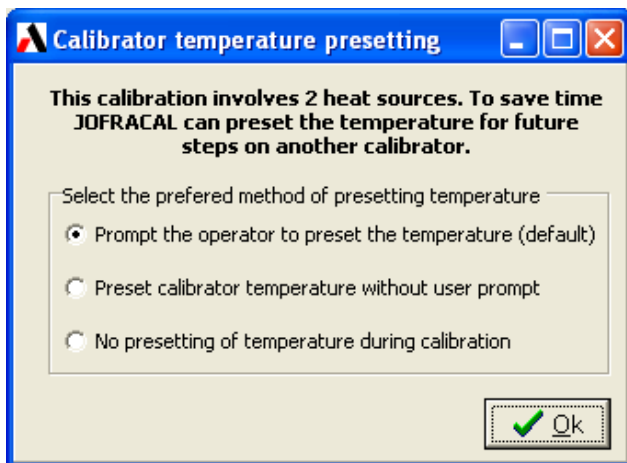 Calibrator temperature presetting
This calibration involves 2 heat sources. To save time
JOFRACAL can preset the temperature for future
steps on another calibrator.
Select the prefered method of presetting temperature
Prompt the operator to preset the temperature (default)
Preset calibrator temperature without user prompt
No presetting of temperature during calibration
Ok